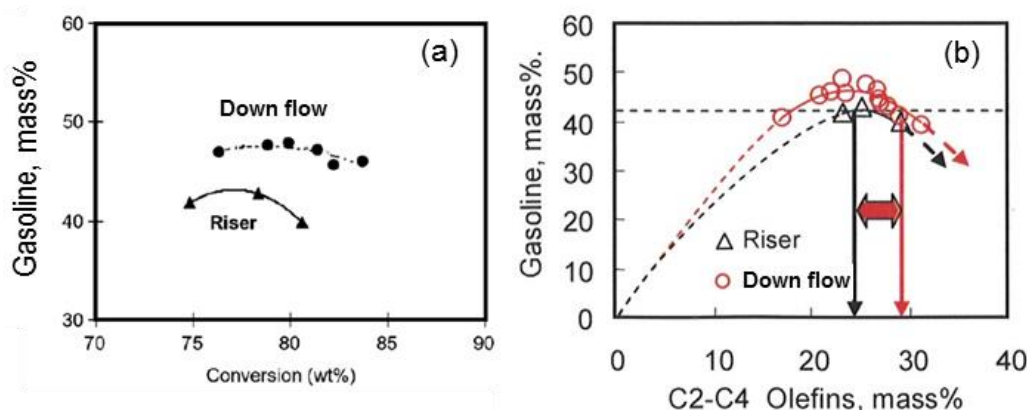 (a)
Gasoline, mass%
60
50
40
30
Down flow
Riser
70
75
80
85
90
Conversion (wt%)
(b)
Gasoline, mass%.
60
50
40
30
20
10
0
Riser
Down flow
0
10
20
30
40
C2-C4 Olefins, mass%